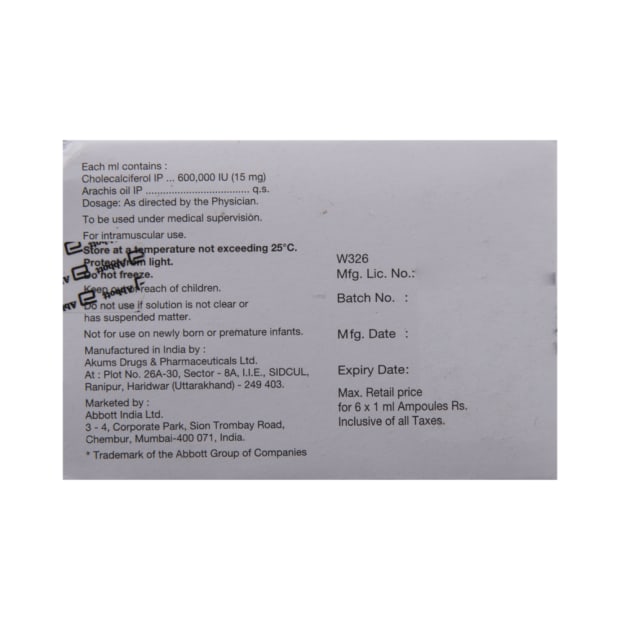 Each ml contains :
Cholecalciferol IP ... 600,000 IU (15 mg)
Arachis oil IP .................................... q.s.
Dosage: As directed by the Physician.
To be used under medical supervision.
For intramuscular use.
Store at a temperature not exceeding 25°C.
Protect from light.
Do not freeze.
Keep out of reach of children.
Do not use if solution is not clear or
has suspended matter.
Not for use on newly born or premature infants.
Manufactured in India by :
Akums Drugs & Pharmaceuticals Ltd.
At : Plot No. 26A-30, Sector - 8A, I.I.E., SIDCUL,
Ranipur, Haridwar (Uttarakhand) - 249 403.
Marketed by :
Abbott India Ltd.
3 - 4, Corporate Park, Sion Trombay Road,
Chembur, Mumbai-400 071, India.
* Trademark of the Abbott Group of Companies
W326
Mfg. Lic. No.:
Batch No. :
Mfg. Date :
Expiry Date:
Max. Retail price
for 6 x 1 ml Ampoules Rs.
Inclusive of all Taxes.
Abbott
Abbott